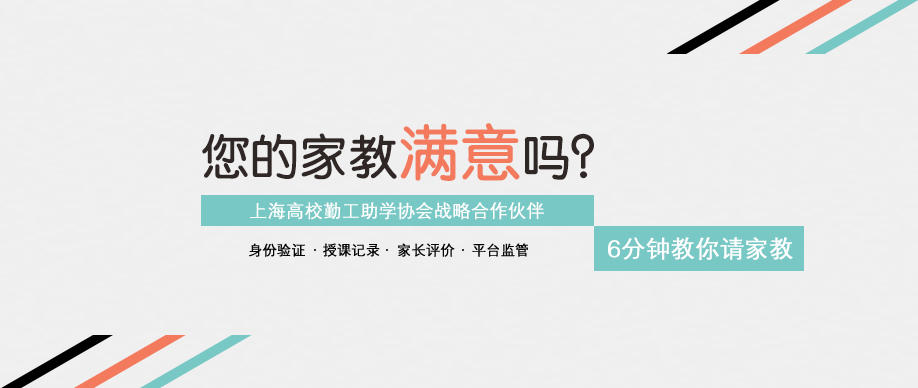 您的家教满意吗?
上海高校勤工助学协会战略合作伙伴
身份验证 · 授课记录 · 家长评价 · 平台监管
6分钟教你请家教